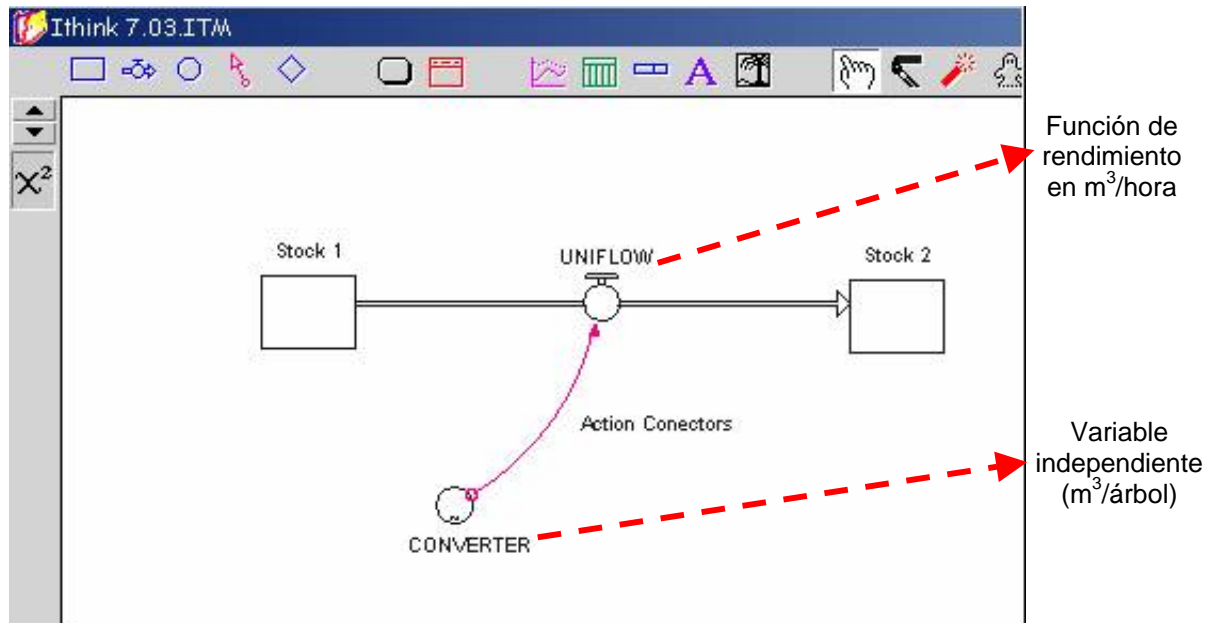 Ithink 7.03.ITM
A
X²
Función de
rendimiento
en m³/hora
Stock 1
UNIFLOW
Stock 2
Action Conectors
Variable
independiente
(m³/árbol)
CONVERTER